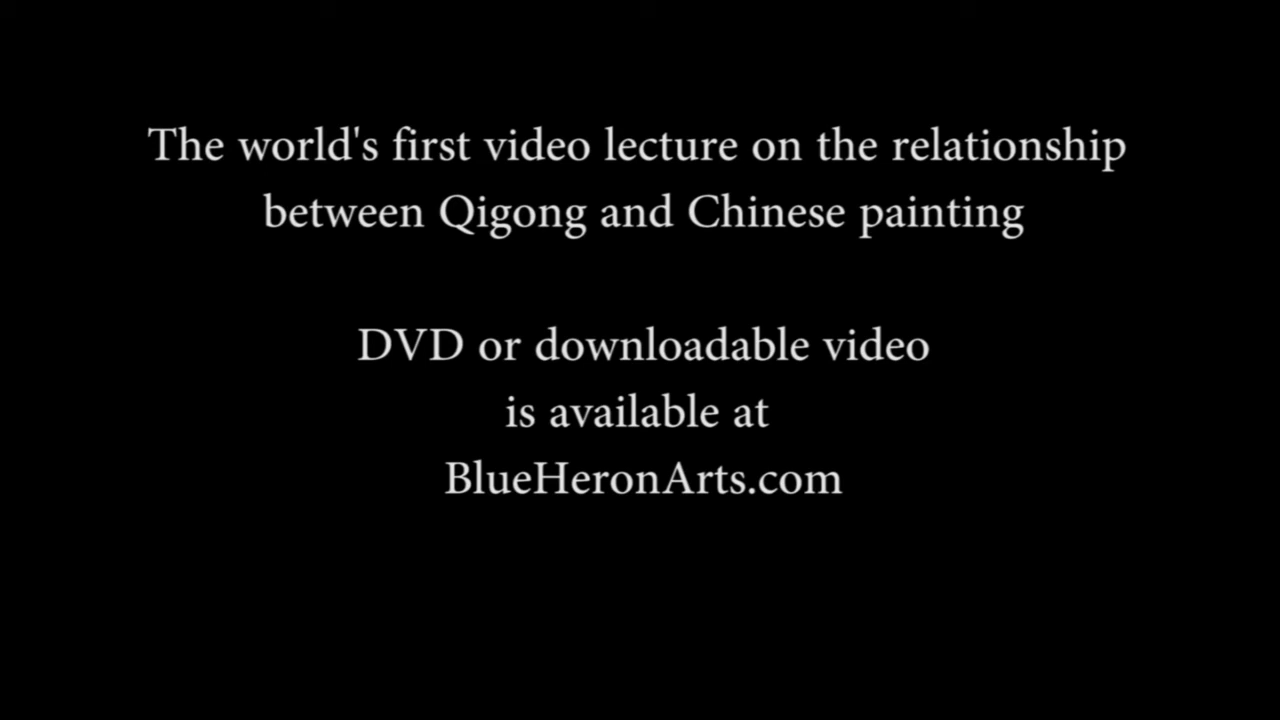 The world's first video lecture on the relationship
between Qigong and Chinese painting
DVD or downloadable video
is available at
BlueHeronArts.com